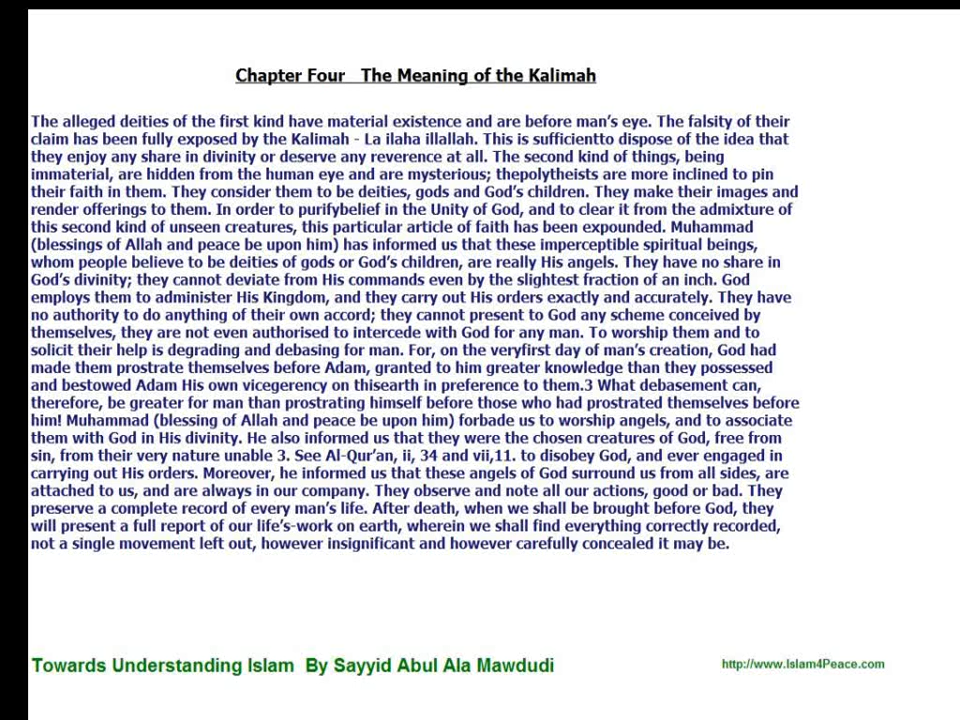 Chapter Four The Meaning of the Kalimah
The alleged deities of the first kind have material existence and are before man's eye. The falsity of their
claim has been fully exposed by the Kalimah - La ilaha illallah. This is sufficientto dispose of the idea that
they enjoy any share in divinity or deserve any reverence at all. The second kind of things, being
immaterial, are hidden from the human eye and are mysterious; thepolytheists are more inclined to pin
their faith in them. They consider them to be deities, gods and God's children. They make their images and
render offerings to them. In order to purifybelief in the Unity of God, and to clear it from the admixture of
this second kind of unseen creatures, this particular article of faith has been expounded. Muhammad
(blessings of Allah and peace be upon him) has informed us that these imperceptible spiritual beings,
whom people believe to be deities of gods or God's children, are really His angels. They have no share in
God's divinity; they cannot deviate from His commands even by the slightest fraction of an inch. God
employs them to administer His Kingdom, and they carry out His orders exactly and accurately. They have
no authority to do anything of their own accord; they cannot present to God any scheme conceived by
themselves, they are not even authorised to intercede with God for any man. To worship them and to
solicit their help is degrading and debasing for man. For, on the veryfirst day of man's creation, God had
made them prostrate themselves before Adam, granted to him greater knowledge than they possessed
and bestowed Adam His own vicegerency on thisearth in preference to them.3 What debasement can,
therefore, be greater for man than prostrating himself before those who had prostrated themselves before
him! Muhammad (blessing of Allah and peace be upon him) forbade us to worship angels, and to associate
them with God in His divinity. He also informed us that they were the chosen creatures of God, free from
sin, from their very nature unable 3. See Al-Qur'an, ii, 34 and vii,11. to disobey God, and ever engaged in
carrying out His orders. Moreover, he informed us that these angels of God surround us from all sides, are
attached to us, and are always in our company. They observe and note all our actions, good or bad. They
preserve a complete record of every man's life. After death, when we shall be brought before God, they
will present a full report of our life's-work on earth, wherein we shall find everything correctly recorded,
not a single movement left out, however insignificant and however carefully concealed it may be.
Towards Understanding Islam By Sayyid Abul Ala Mawdudi
http://www.Islam4Peace.com